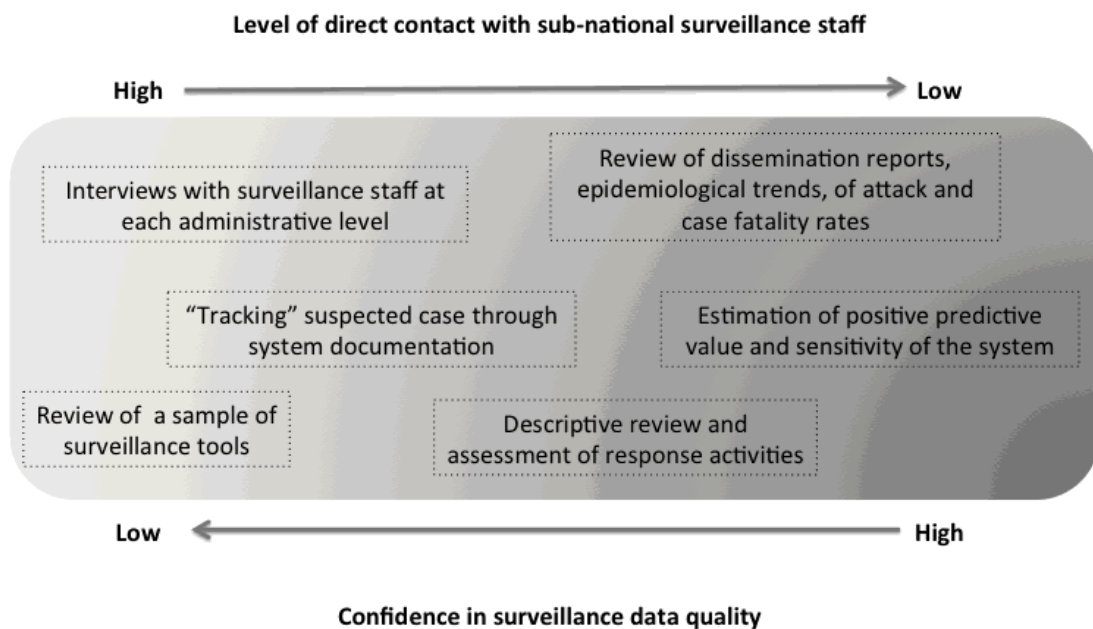 Level of direct contact with sub-national surveillance staff
High
Low
Interviews with surveillance staff at
each administrative level
Review of dissemination reports,
epidemiological trends, of attack and
case fatality rates
“Tracking” suspected case through
system documentation
Estimation of positive predictive
value and sensitivity of the system
Review of a sample of
surveillance tools
Descriptive review and
assessment of response activities
Low
High
Confidence in surveillance data quality